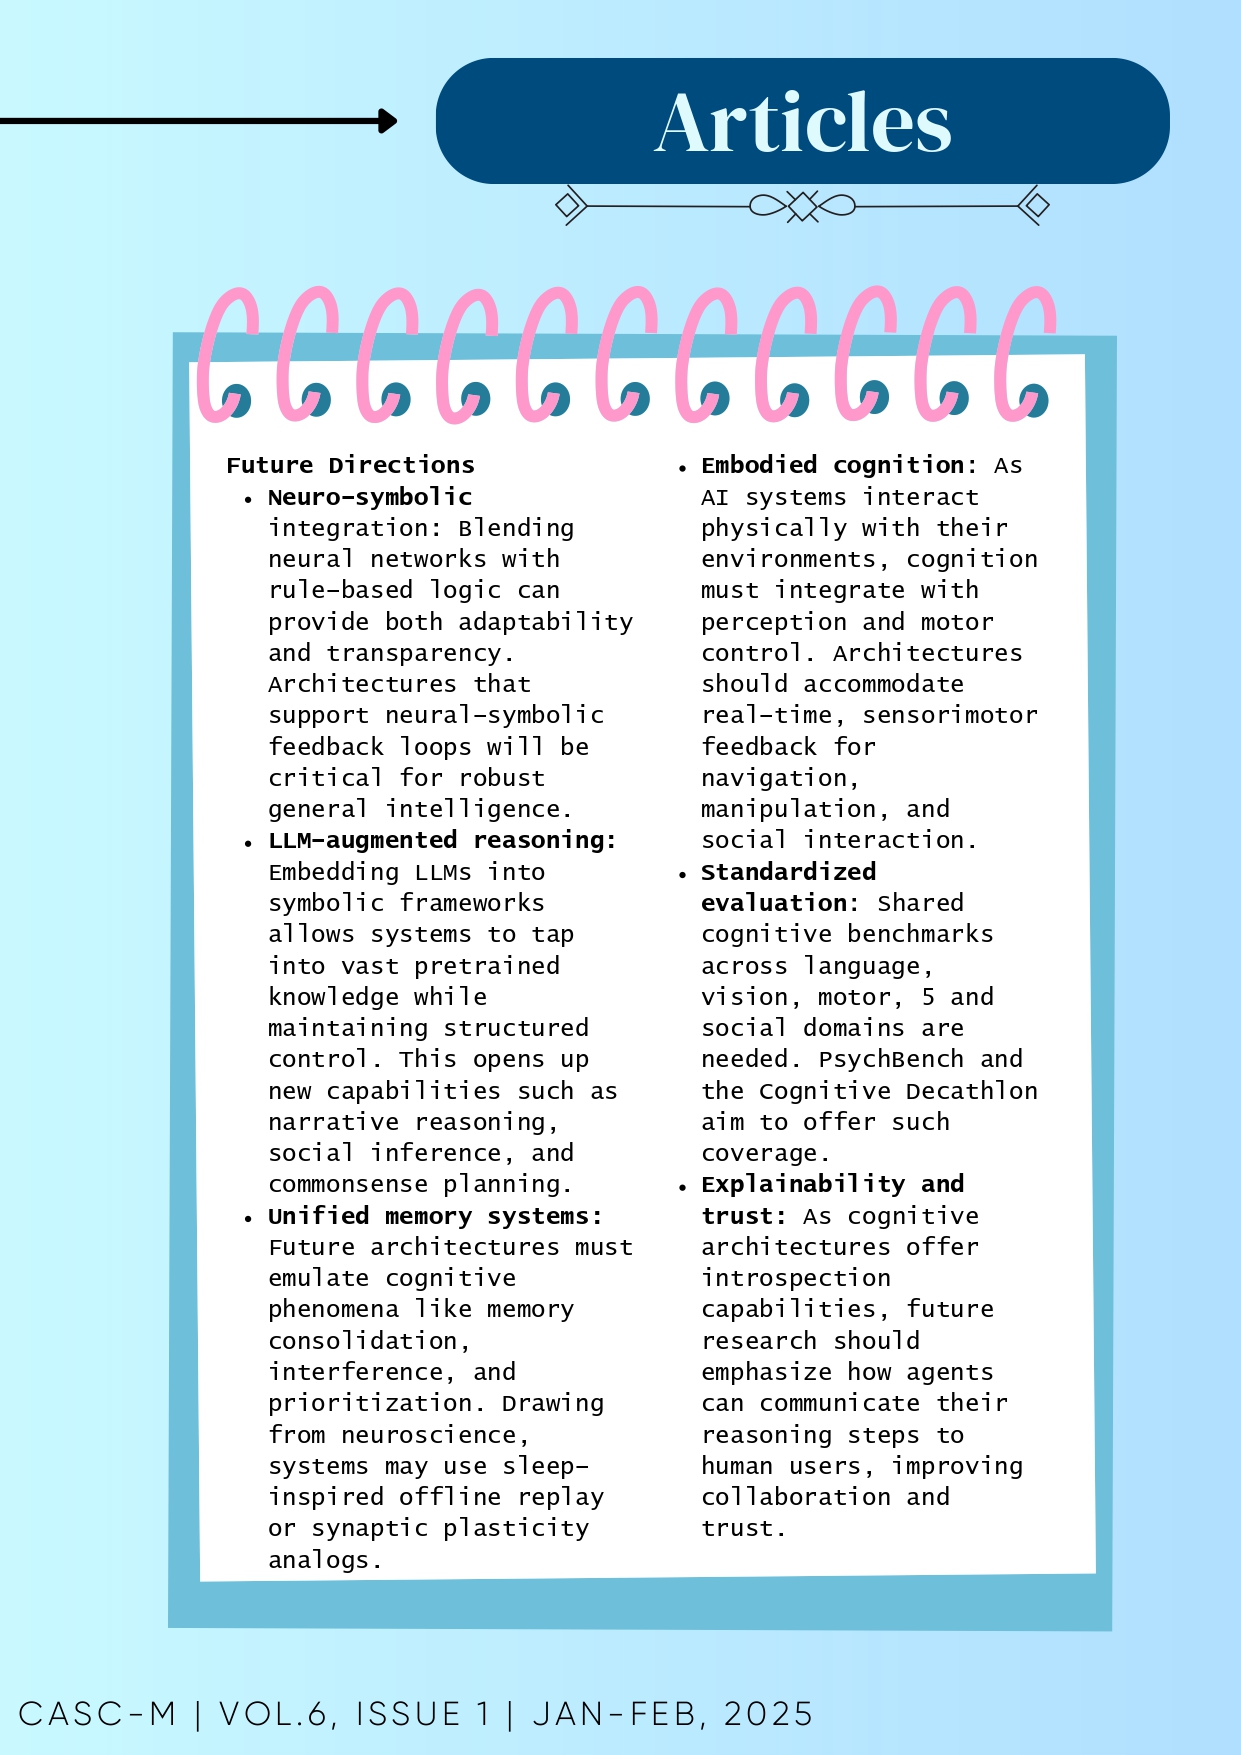 Articles
Future Directions
• Neuro-symbolic
integration: Blending
neural networks with
rule-based logic can
provide both adaptability
and transparency.
Architectures that
support neural-symbolic
feedback loops will be
critical for robust
general intelligence.
• LLM-augmented reasoning:
Embedding LLMs into
symbolic frameworks
allows systems to tap
into vast pretrained
knowledge while
maintaining structured
control. This opens up
new capabilities such as
narrative reasoning,
social inference, and
commonsense planning.
• Unified memory systems:
Future architectures must
emulate cognitive
phenomena like memory
consolidation,
interference, and
prioritization. Drawing
from neuroscience,
systems may use sleep-
inspired offline replay
or synaptic plasticity
analogs.
• Embodied cognition: As
AI systems interact
physically with their
environments, cognition
must integrate with
perception and motor
control. Architectures
should accommodate
real-time, sensorimotor
feedback for
navigation,
manipulation, and
social interaction.
• Standardized
evaluation: Shared
cognitive benchmarks
across language,
vision, motor, 5 and
social domains are
needed. PsychBench and
the Cognitive Decathlon
aim to offer such
coverage.
• Explainability and
trust: As cognitive
architectures offer
introspection
capabilities, future
research should
emphasize how agents
can communicate their
reasoning steps to
human users, improving
collaboration and
trust.
CASC-M | VOL.6, ISSUE 1 | JAN-FEB, 2025